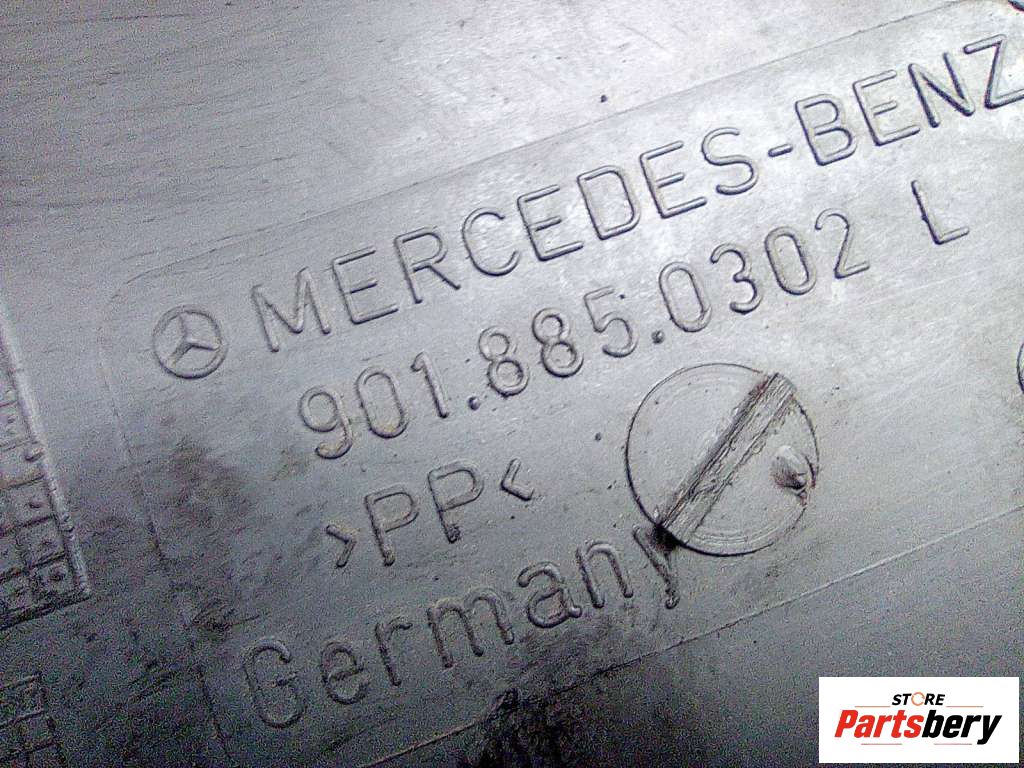 MERCEDES-BENZ
901.885.0302 L
>PP<
Germany
STORE
Partsbery